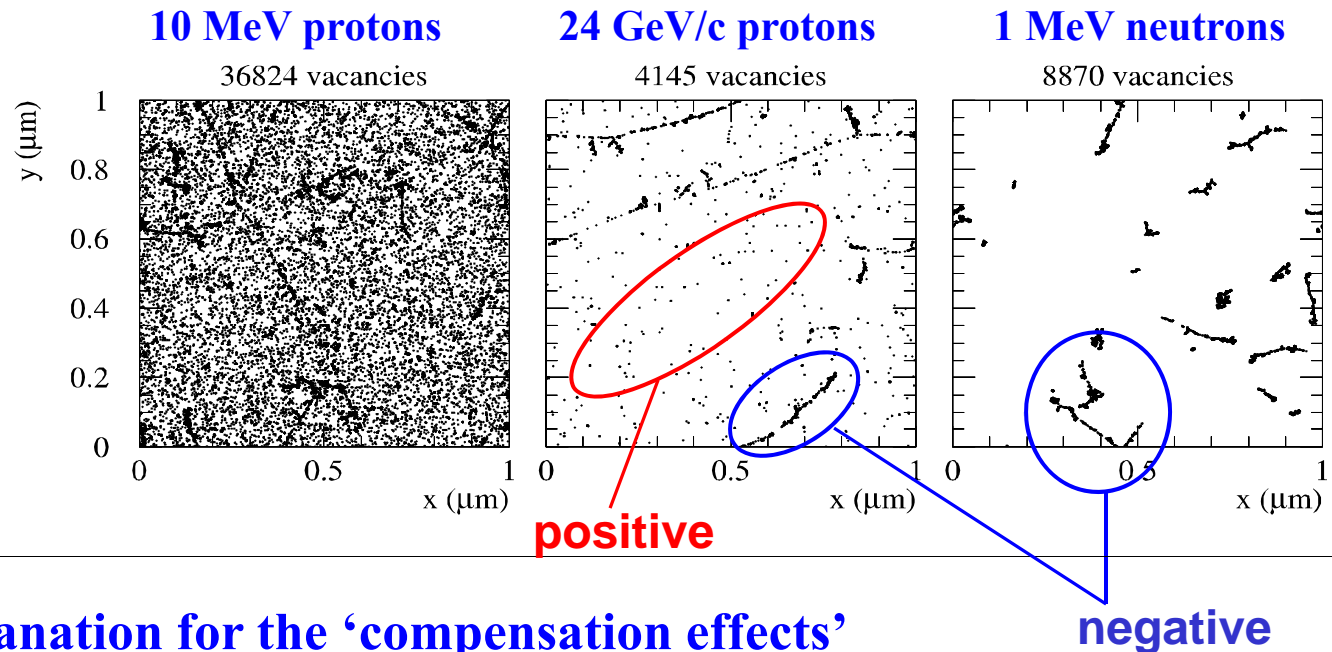 10 MeV protons 24 GeV/c protons 1 MeV neutrons
36824 vacancies 4145 vacancies 8870 vacancies
y (μm)
1
0.8
0.6
0.4
0.2
0
0 0.5 1 0 0.5 1 0 0.5 1
x (μm) x (μm) x (μm)
positive
anation for the ‘compensation effects’
negative